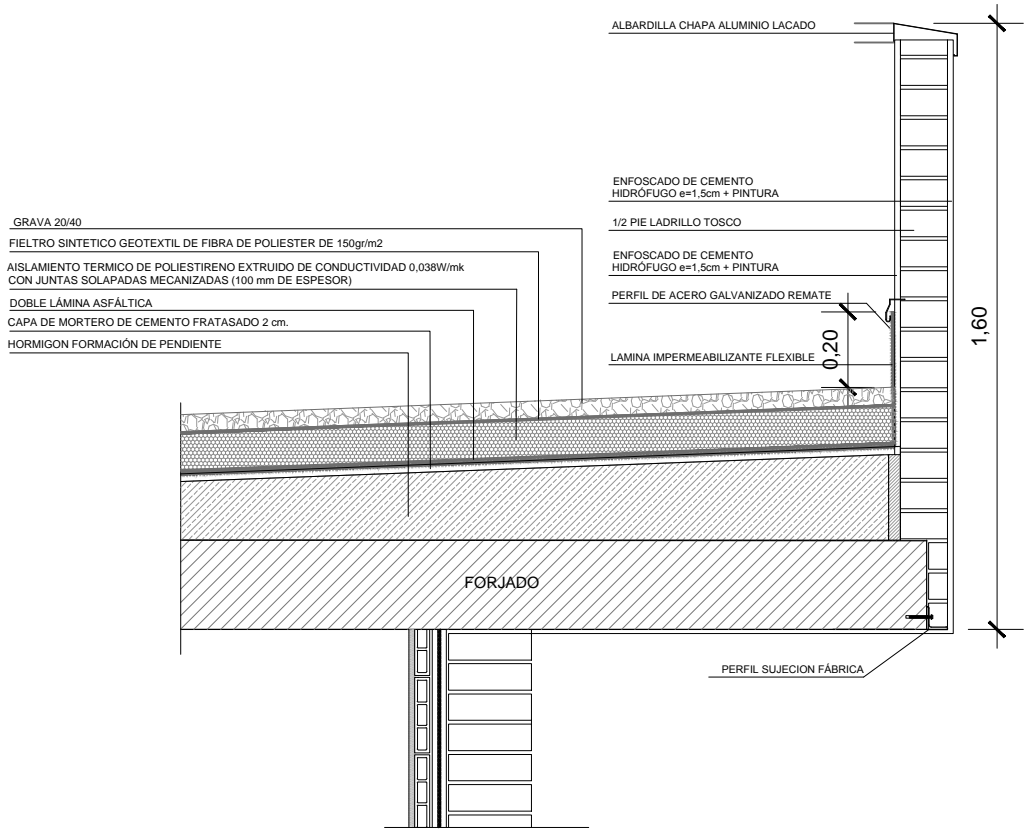 ALBARDILLA CHAPA ALUMINIO LACADO
ENFOSCADO DE CEMENTO
HIDRÓFUGO e=1,5cm + PINTURA
1/2 PIE LADRILLO TOSCO
ENFOSCADO DE CEMENTO
HIDRÓFUGO e=1,5cm + PINTURA
PERFIL DE ACERO GALVANIZADO REMATE
LAMINA IMPERMEABILIZANTE FLEXIBLE
0,20
1,60
GRAVA 20/40
FIELTRO SINTETICO GEOTEXTIL DE FIBRA DE POLIESTER DE 150gr/m2
AISLAMIENTO TERMICO DE POLIESTIRENO EXTRUIDO DE CONDUCTIVIDAD 0,038W/mk
CON JUNTAS SOLAPADAS MECANIZADAS (100 mm DE ESPESOR)
DOBLE LÁMINA ASFÁLTICA
CAPA DE MORTERO DE CEMENTO FRATASADO 2 cm.
HORMIGON FORMACIÓN DE PENDIENTE
FORJADO
PERFIL SUJECION FÁBRICA